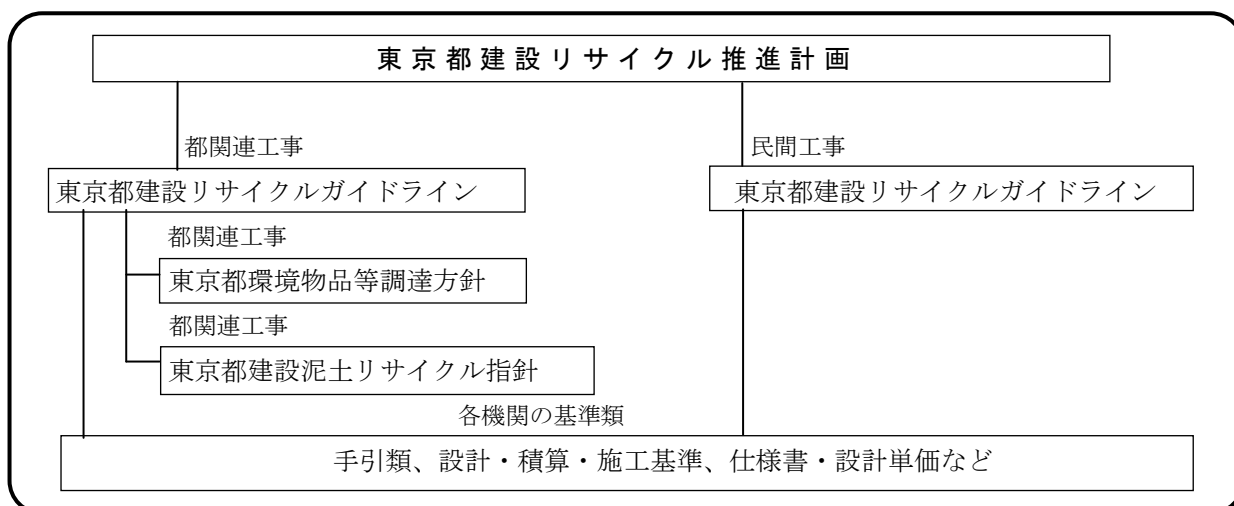 東京都建設リサイクル推進計画
都関連工事
民間工事
東京都建設リサイクルガイドライン
東京都建設リサイクルガイドライン
都関連工事
東京都環境物品等調達方針
都関連工事
東京都建設泥土リサイクル指針
各機関の基準類
手引類、設計・積算・施工基準、仕様書・設計単価など